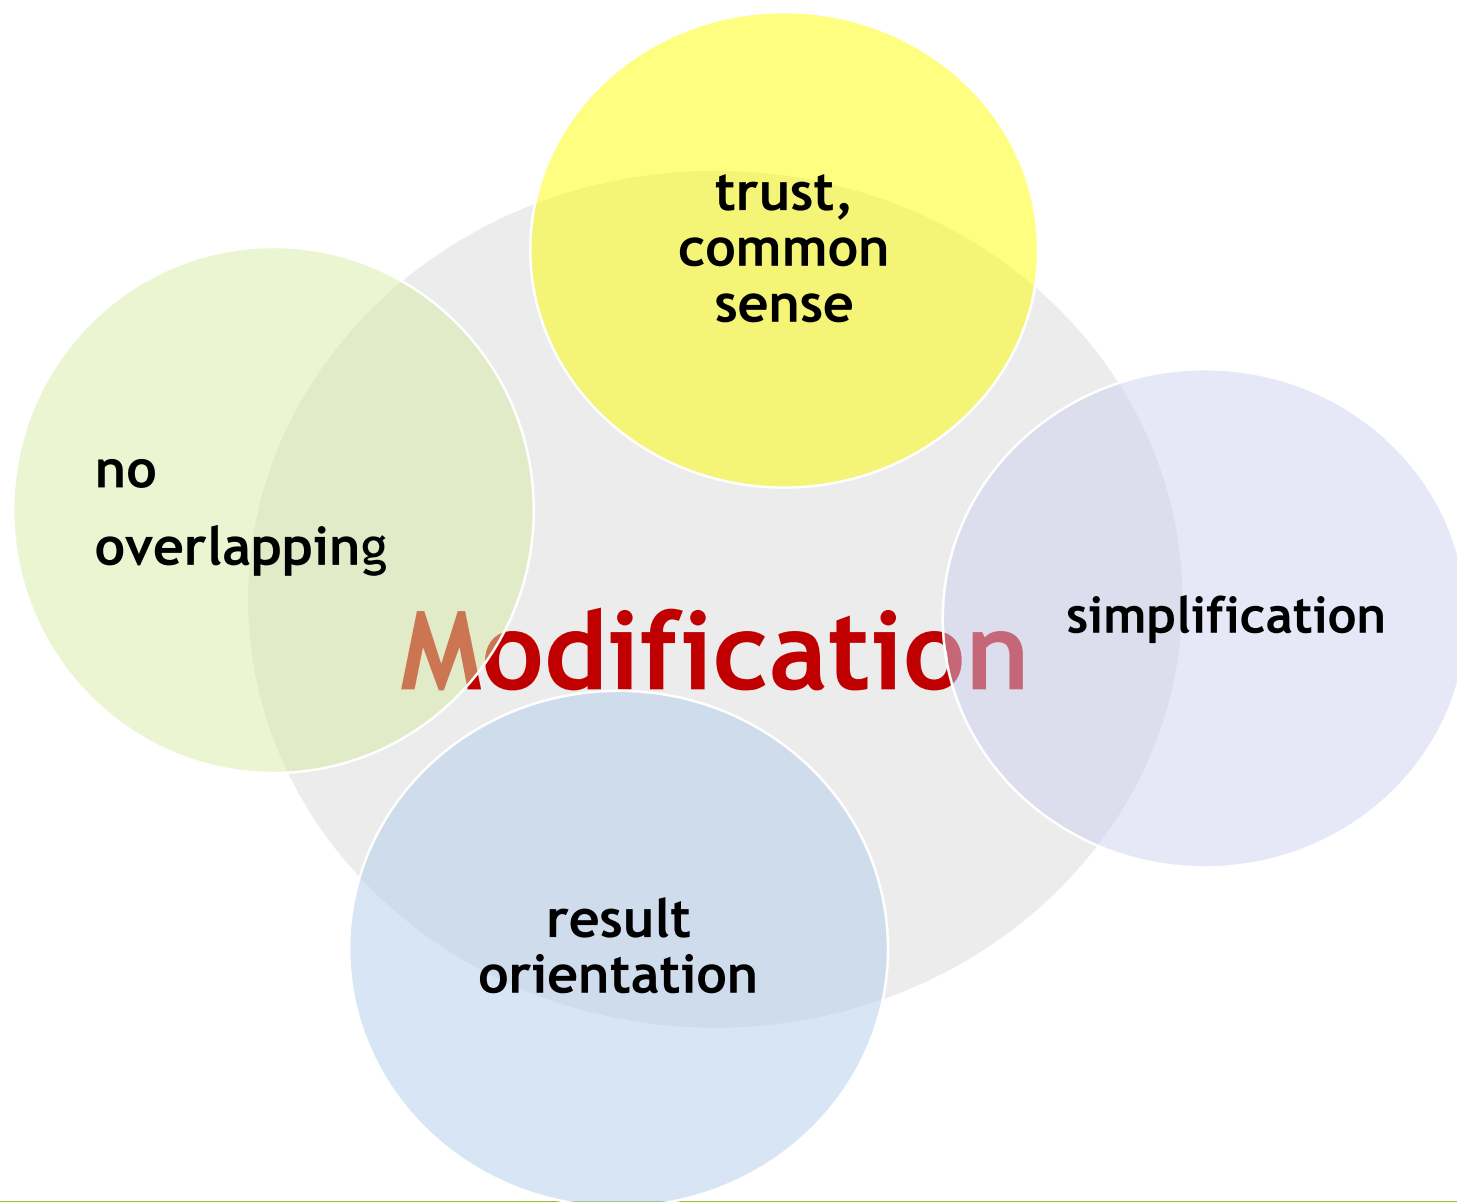 trust,
common
sense
no
overlapping
simplification
Modification
result
orientation